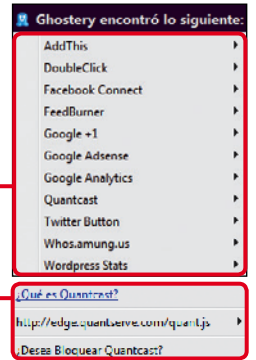 Ghostery encontró lo siguiente:
AddThis
DoubleClick
Facebook Connect
FeedBurner
Google +1
Google Adsense
Google Analytics
Quantcast
Twitter Button
Whos.amung.us
Wordpress Stats
¿Qué es Quantcast?
http://edge.quantserve.com/quant.js
¿Desea Bloquear Quantcast?